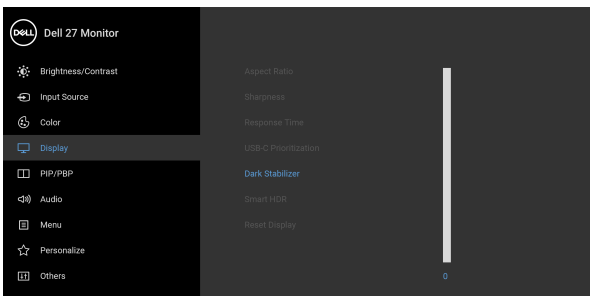 DELL Dell 27 Monitor
Brightness/Contrast
Input Source
Color
Display
PIP/PBP
Audio
Menu
Personalize
Others
Aspect Ratio
Sharpness
Response Time
USB-C Prioritization
Dark Stabilizer
Smart HDR
Reset Display
0